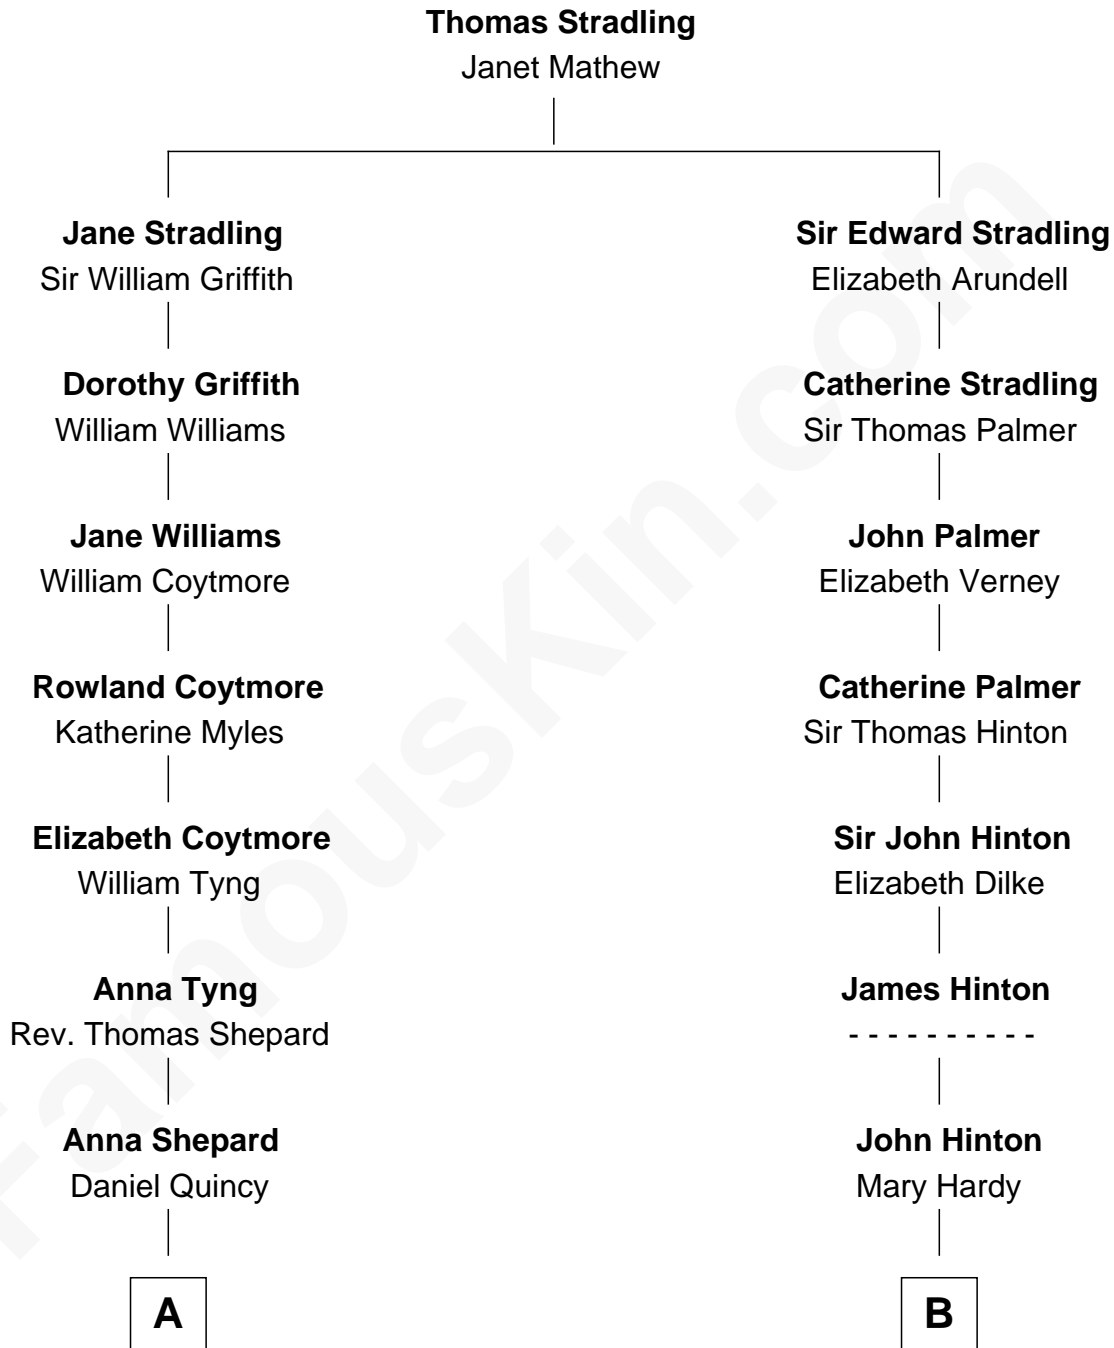 Thomas Stradling
Janet Mathew
Jane Stradling
Sir William Griffith
Dorothy Griffith
William Williams
Jane Williams
William Coytmore
Rowland Coytmore
Katherine Myles
Elizabeth Coytmore
William Tyng
Anna Tyng
Rev. Thomas Shepard
Anna Shepard
Daniel Quincy
A
Sir Edward Stradling
Elizabeth Arundell
Catherine Stradling
Sir Thomas Palmer
John Palmer
Elizabeth Verney
Catherine Palmer
Sir Thomas Hinton
Sir John Hinton
Elizabeth Dilke
James Hinton
- - - - - - - - - -
John Hinton
Mary Hardy
B
FamousKin.com